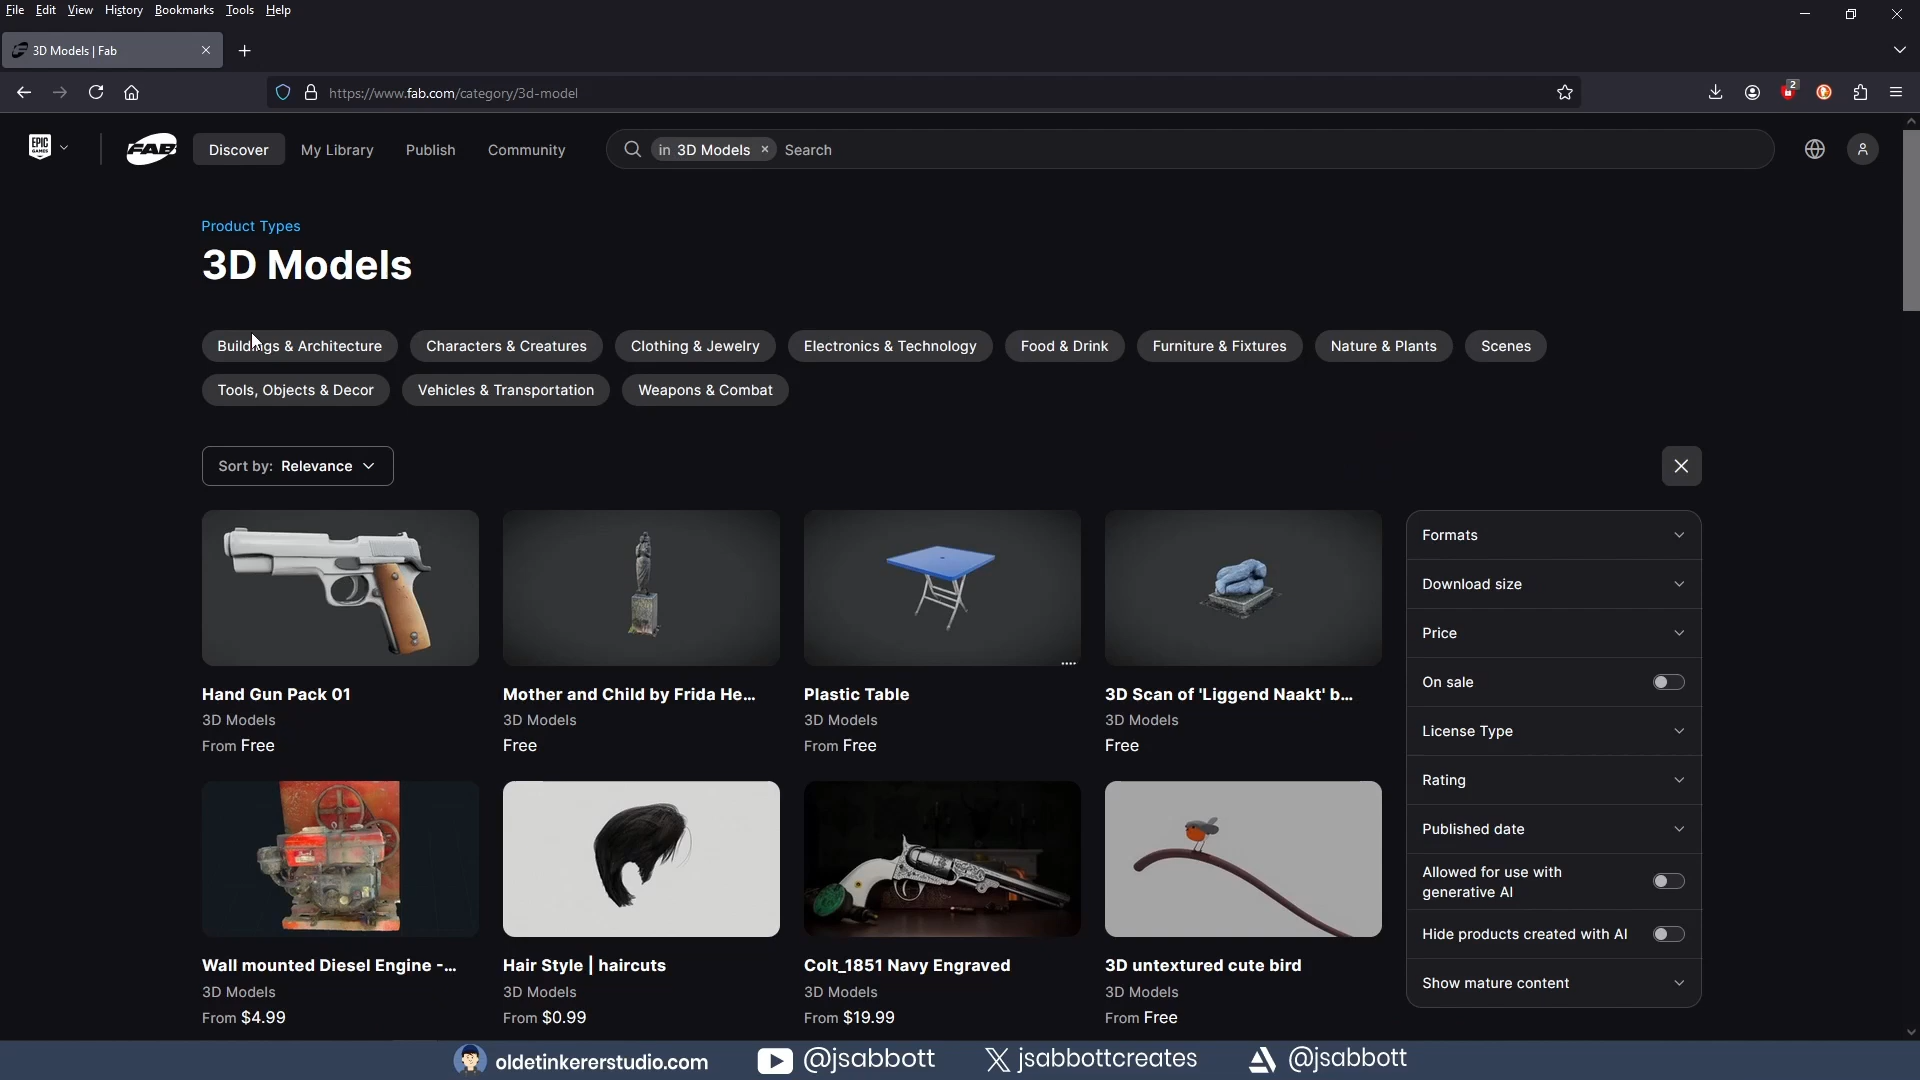 File Edit View History Bookmarks Tools Help
3D Models | Fab
https://www.fab.com/category/3d-model
2
EPIC GAMES
FAB
Discover My Library Publish Community
in 3D Models × Search
Product Types
3D Models
Buildings & Architecture Characters & Creatures Clothing & Jewelry Electronics & Technology Food & Drink Furniture & Fixtures Nature & Plants Scenes
Tools, Objects & Decor Vehicles & Transportation Weapons & Combat
Sort by: Relevance
Hand Gun Pack 01
3D Models
From Free
Mother and Child by Frida He...
3D Models
Free
Plastic Table
3D Models
From Free
3D Scan of 'Liggend Naakt' b...
3D Models
Free
Wall mounted Diesel Engine -...
3D Models
From $4.99
Hair Style | haircuts
3D Models
From $0.99
Colt_1851 Navy Engraved
3D Models
From $19.99
3D untextured cute bird
3D Models
From Free
Formats
Download size
Price
On sale
License Type
Rating
Published date
Allowed for use with
generative AI
Hide products created with AI
Show mature content
oldetinkererstudio.com @jsabbott jsabbottcreates @jsabbott